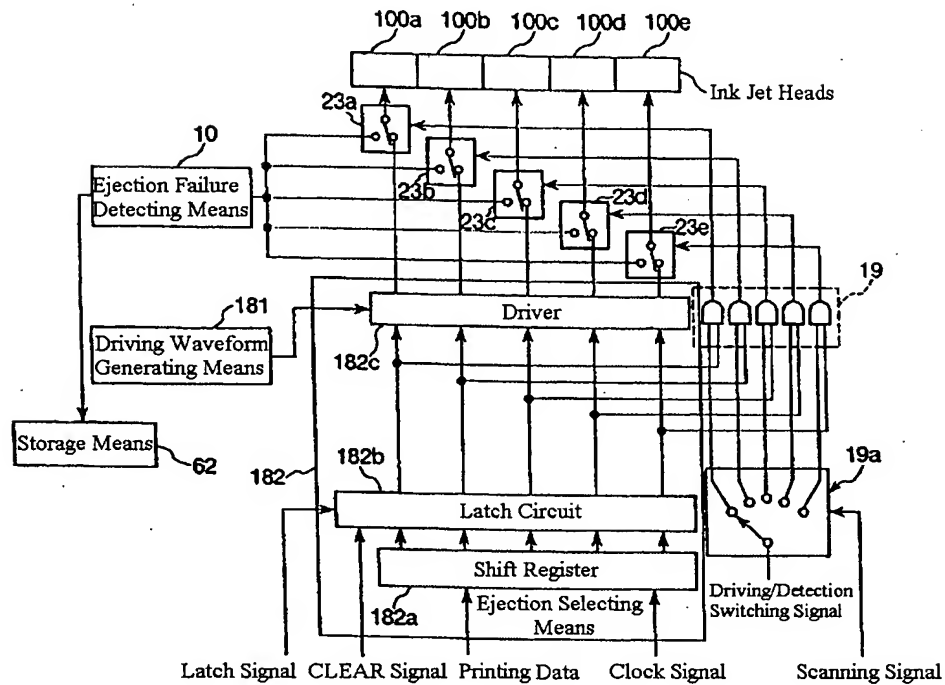 100a 100b 100c 100d 100e
Ink Jet Heads
23a
10
Ejection Failure
Detecting Means
23b
23c
23d
23e
19
181
Driver
Driving Waveform
Generating Means
182c
Storage Means
62
182
182b
19a
Latch Circuit
Shift Register
182a
Ejection Selecting
Means
Driving/Detection
Switching Signal
Latch Signal CLEAR Signal Printing Data Clock Signal Scanning Signal